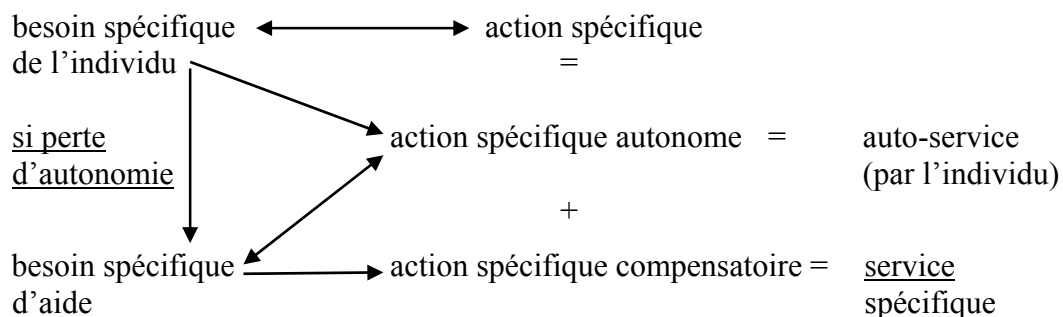 besoin spécifique action spécifique
de l’individu =
si perte action spécifique autonome = auto-service
d’autonomie (par l’individu)
+
besoin spécifique action spécifique compensatoire = service
d’aide spécifique